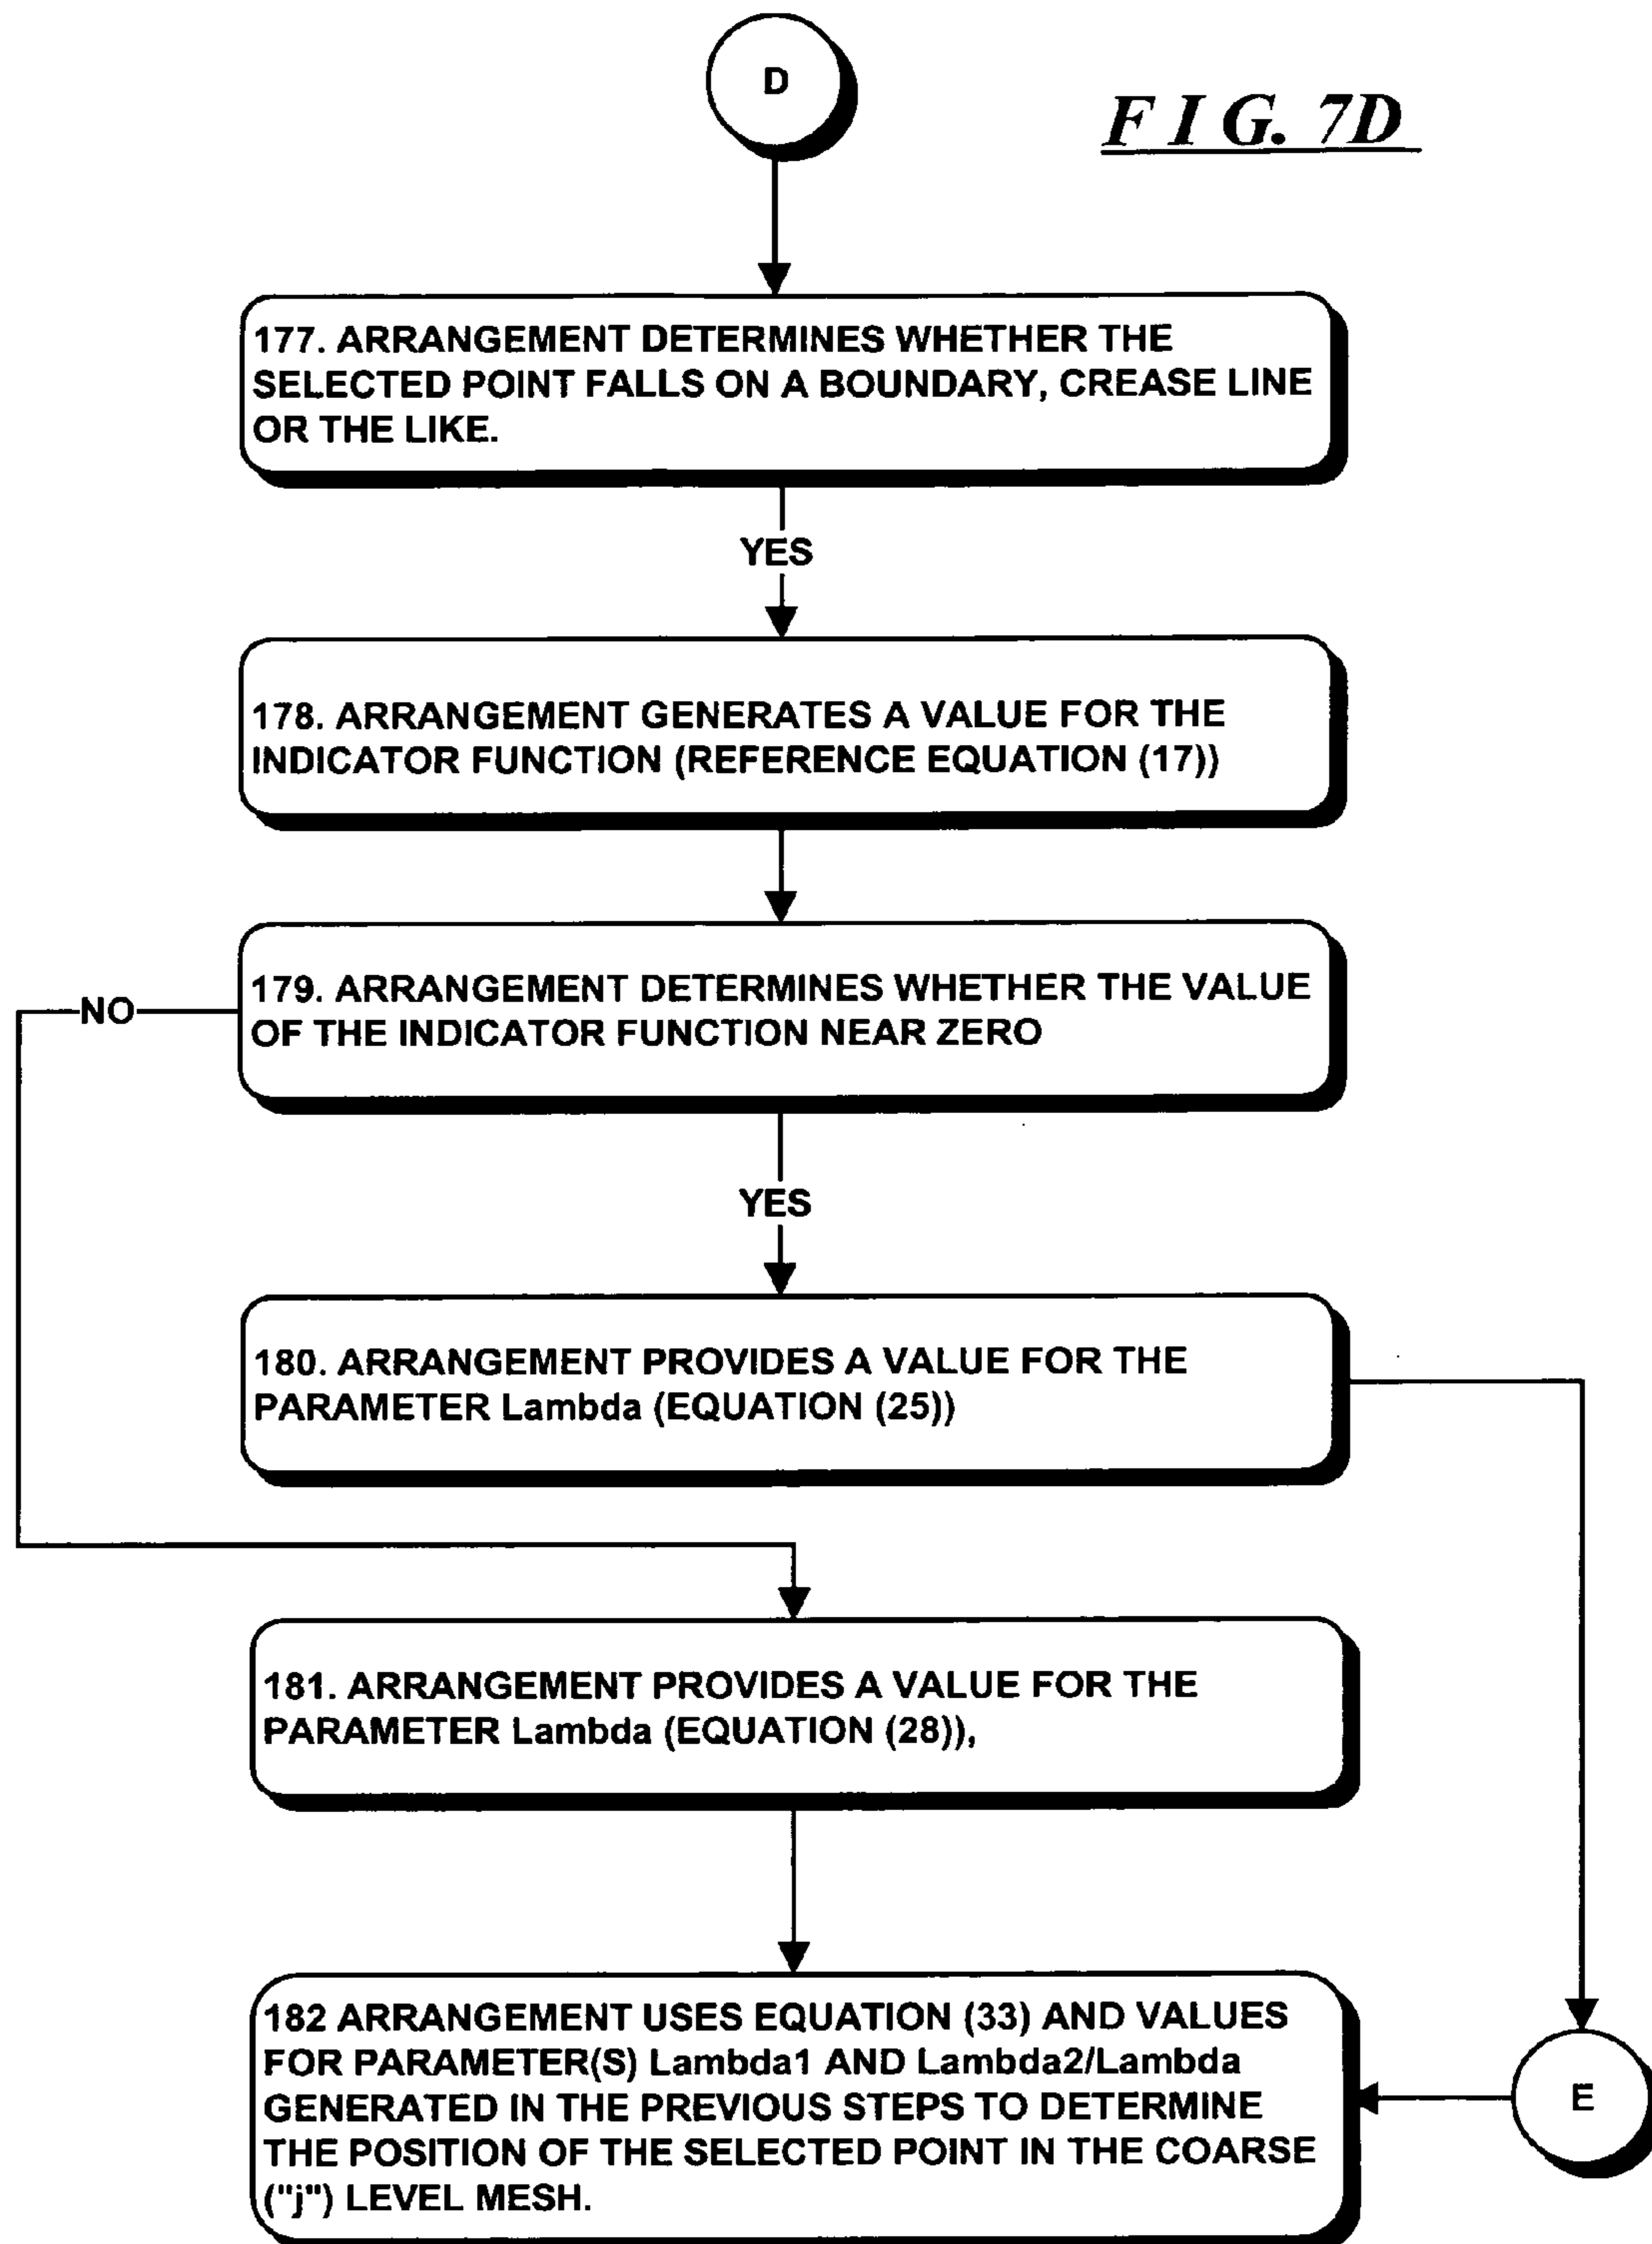 D
F I G. 7D
177. ARRANGEMENT DETERMINES WHETHER THE
SELECTED POINT FALLS ON A BOUNDARY, CREASE LINE
OR THE LIKE.
YES
178. ARRANGEMENT GENERATES A VALUE FOR THE
INDICATOR FUNCTION (REFERENCE EQUATION (17))
179. ARRANGEMENT DETERMINES WHETHER THE VALUE
OF THE INDICATOR FUNCTION NEAR ZERO
NO
YES
180. ARRANGEMENT PROVIDES A VALUE FOR THE
PARAMETER Lambda (EQUATION (25))
181. ARRANGEMENT PROVIDES A VALUE FOR THE
PARAMETER Lambda (EQUATION (28)),
182 ARRANGEMENT USES EQUATION (33) AND VALUES
FOR PARAMETER(S) Lambda1 AND Lambda2/Lambda
GENERATED IN THE PREVIOUS STEPS TO DETERMINE
THE POSITION OF THE SELECTED POINT IN THE COARSE
("j") LEVEL MESH.
E